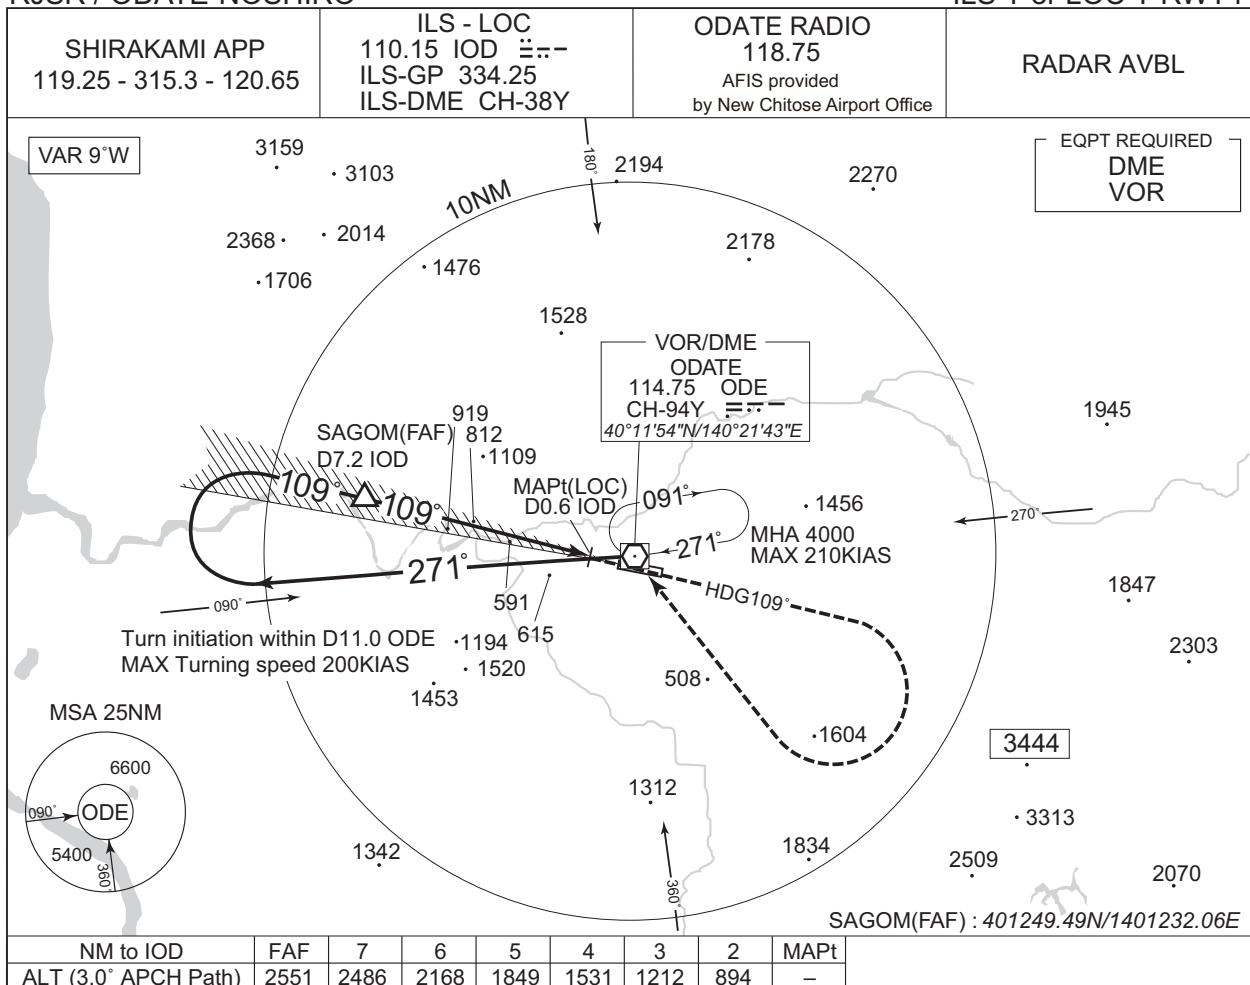 SHIRAKAMI APP
119.25 - 315.3 - 120.65
ILS - LOC
110.15 IOD
ILS-GP 334.25
ILS-DME CH-38Y
ODATE RADIO
118.75
AFIS provided
by New Chitose Airport Office
RADAR AVBL
VAR 9°W
EQPT REQUIRED
DME
VOR
3159
3103
180°
2194
2270
10NM
2368
2014
2178
1706
1476
1528
VOR/DME
ODATE
114.75 ODE
CH-94Y
40°11'54"N/140°21'43"E
1945
919
812
SAGOM(FAF)
D7.2 IOD
1109
MAPt(LOC)
D0.6 IOD
109°
109°
091°
1456
270°
MHA 4000
MAX 210KIAS
271°
271°
HDG109°
090°
591
615
1847
Turn initiation within D11.0 ODE
MAX Turning speed 200KIAS
1194
1520
1453
508
2303
MSA 25NM
6600
090°
ODE
5400
360°
1604
3444
1312
3313
1342
1834
360°
2509
2070
SAGOM(FAF) : 401249.49N/1401232.06E
NM to IOD FAF 7 6 5 4 3 2 MAPt
ALT (3.0° APCH Path) 2551 2486 2168 1849 1531 1212 894 –